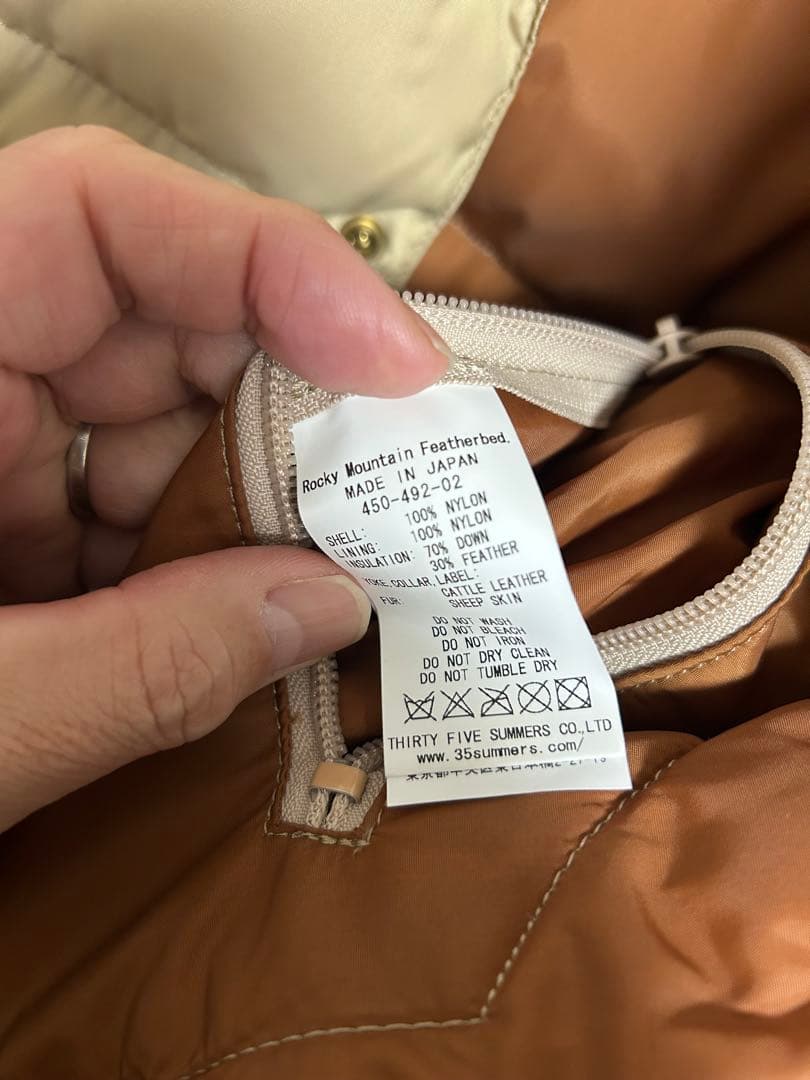 Rocky Mountain Featherbed.
MADE IN JAPAN
450-492-02
SHELL: 100% NYLON
LINING: 100% NYLON
INSULATION: 70% DOWN
30% FEATHER
YOKE,COLLAR,LABEL:
CATTLE LEATHER
FUR: SHEEP SKIN
DO NOT WASH
DO NOT BLEACH
DO NOT IRON
DO NOT DRY CLEAN
DO NOT TUMBLE DRY
THIRTY FIVE SUMMERS CO.,LTD
www.35summers.com/